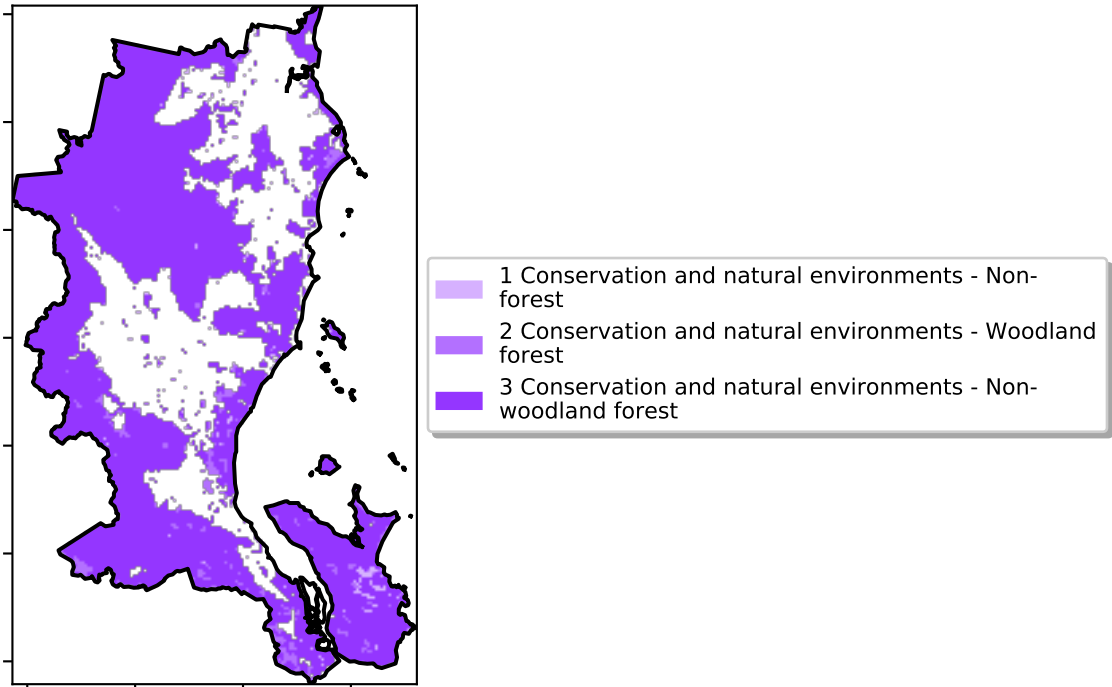 1 Conservation and natural environments - Non-
forest
2 Conservation and natural environments - Woodland
forest
3 Conservation and natural environments - Non-
woodland forest